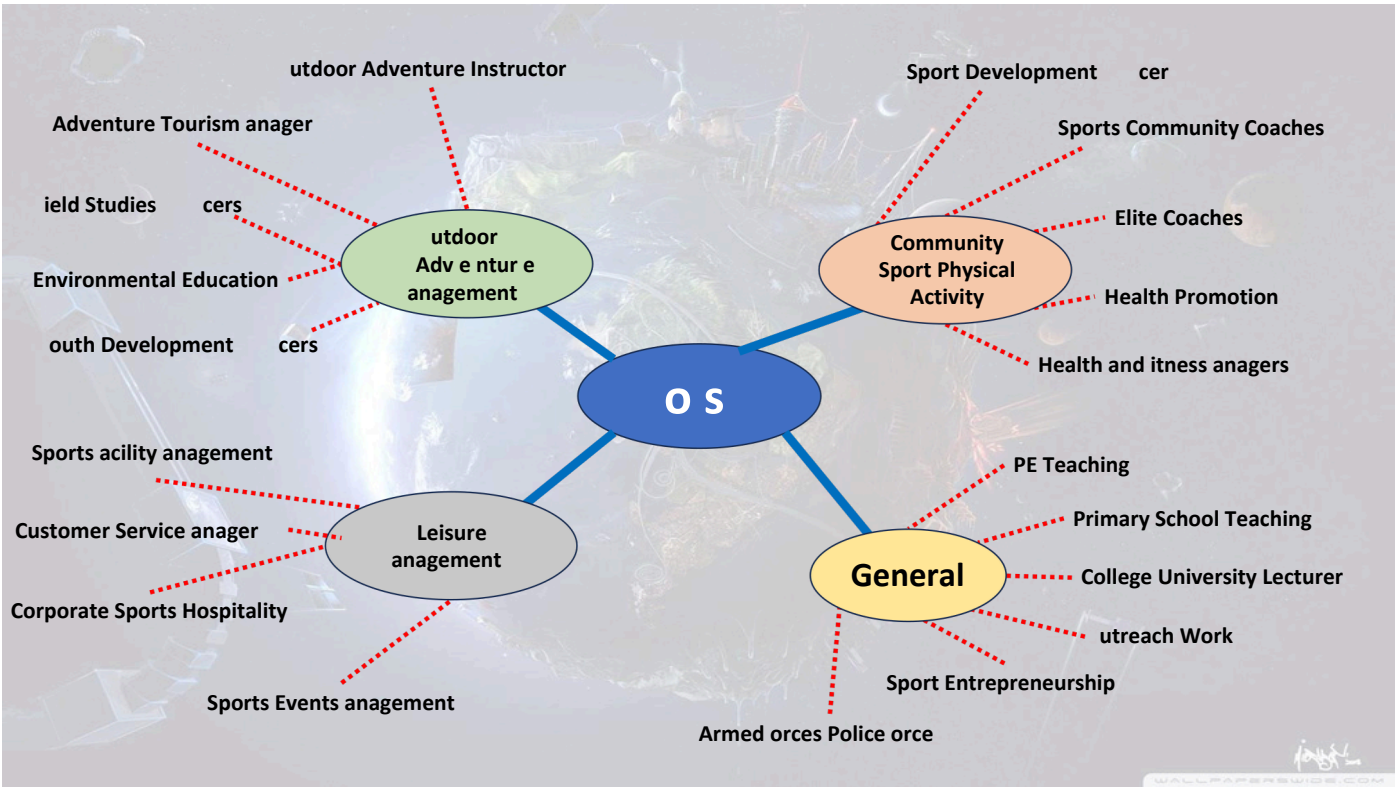 utdoor Adventure Instructor
Adventure Tourism anager
ield Studies cers
Environmental Education
outh Development cers
utdoor
Adv e ntur e
anagement
Sport Development cer
Sports Community Coaches
Elite Coaches
Health Promotion
Health and itness anagers
Community
Sport Physical
Activity
O S
Sports acility anagement
Customer Service anager
Corporate Sports Hospitality
Sports Events anagement
Leisure
anagement
PE Teaching
Primary School Teaching
College University Lecturer
utreach Work
Sport Entrepreneurship
Armed orces Police orce
General
WALLPAPERSWIDE.COM